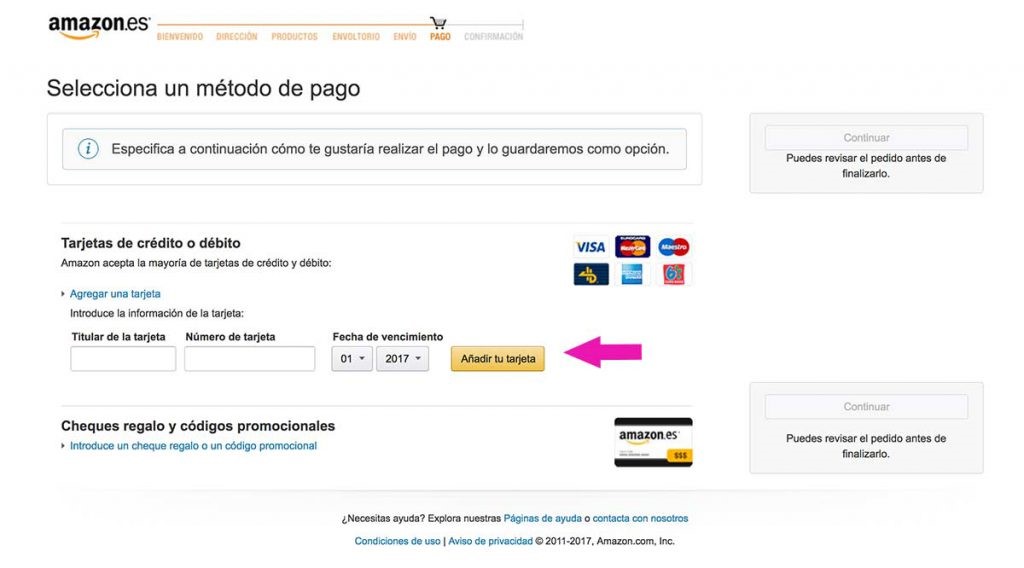 amazon.es
BIENVENIDO DIRECCIÓN PRODUCTOS ENVOLTORIO ENVÍO PAGO CONFIRMACIÓN
Selecciona un método de pago
Especifica a continuación cómo te gustaría realizar el pago y lo guardaremos como opción.
Continuar
Puedes revisar el pedido antes de
finalizarlo.
Tarjetas de crédito o débito
Amazon acepta la mayoría de tarjetas de crédito y débito:
VISA MasterCard Maestro
Agregar una tarjeta
Introduce la información de la tarjeta:
Titular de la tarjeta Número de tarjeta Fecha de vencimiento
01 2017 Añadir tu tarjeta
Cheques regalo y códigos promocionales
Introduce un cheque regalo o un código promocional
amazon.es
$$$
Continuar
Puedes revisar el pedido antes de
finalizarlo.
¿Necesitas ayuda? Explora nuestras Páginas de ayuda o contacta con nosotros
Condiciones de uso | Aviso de privacidad © 2011-2017, Amazon.com, Inc.